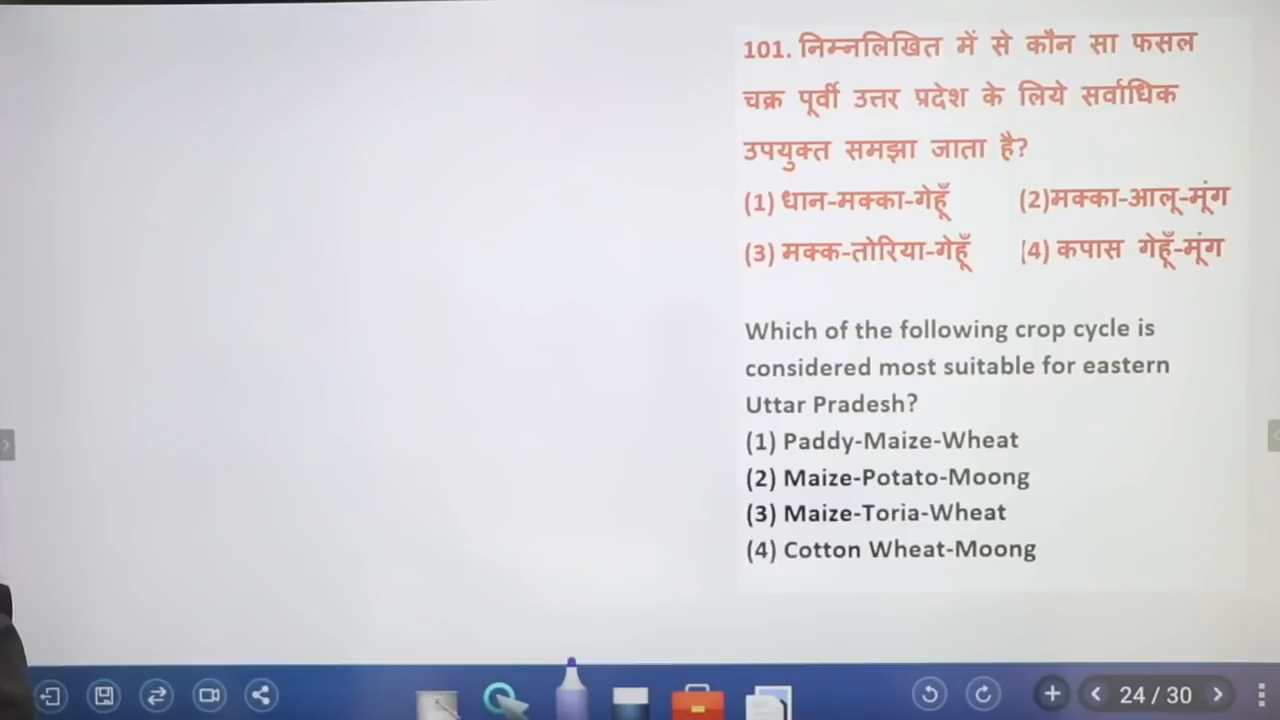 101. निम्नलिखित में से कौन सा फसल
चक्र पूर्वी उत्तर प्रदेश के लिये सर्वाधिक
उपयुक्त समझा जाता है?
(1) धान-मक्का-गेहूँ (2)मक्का-आलू-मूंग
(3) मक्क-तोरिया-गेहूँ (4) कपास गेहूँ-मूंग
Which of the following crop cycle is
considered most suitable for eastern
Uttar Pradesh?
(1) Paddy-Maize-Wheat
(2) Maize-Potato-Moong
(3) Maize-Toria-Wheat
(4) Cotton Wheat-Moong
24 / 30